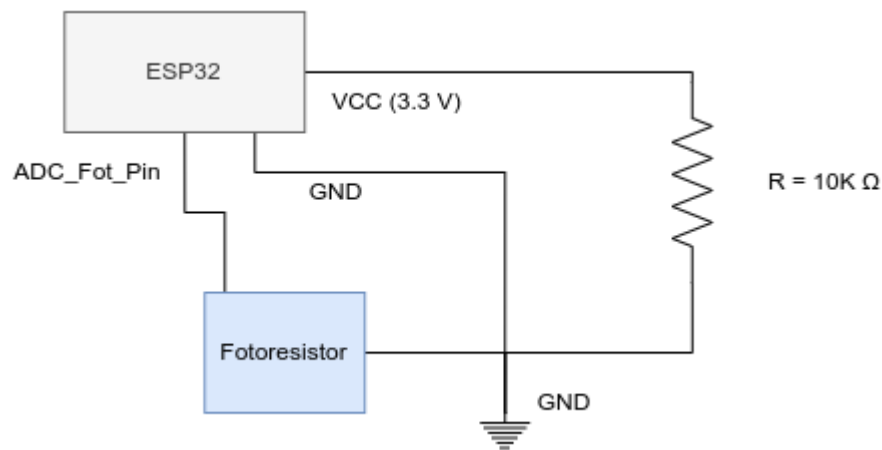 ESP32
VCC (3.3 V)
ADC_Fot_Pin
GND
R = 10K Ω
Fotoresistor
GND